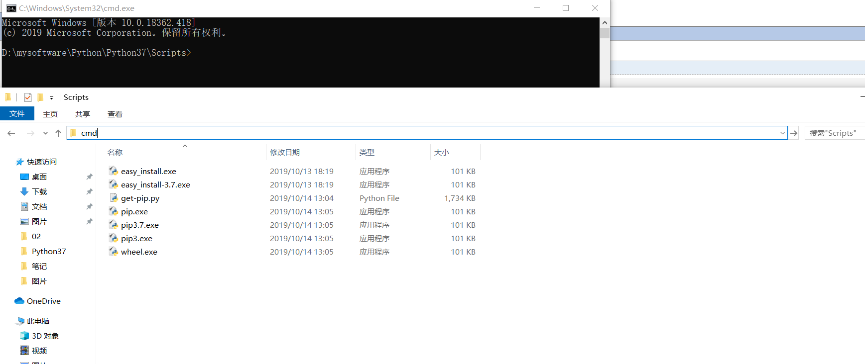 C:\Windows\System32\cmd.exe
Microsoft Windows [版本 10.0.18362.418]
(c) 2019 Microsoft Corporation。保留所有权利。
D:\mysoftware\Python\Python37\Scripts>
Scripts
文件 主页 共享 查看
cmd 搜索"Scripts"
名称 修改日期 类型 大小
快速访问
桌面
下载
文档
图片
02
Python37
笔记
图片
OneDrive
此电脑
3D 对象
视频
easy_install.exe 2019/10/13 18:19 应用程序 101 KB
easy_install-3.7.exe 2019/10/13 18:19 应用程序 101 KB
get-pip.py 2019/10/14 13:04 Python File 1,734 KB
pip.exe 2019/10/14 13:05 应用程序 101 KB
pip3.7.exe 2019/10/14 13:05 应用程序 101 KB
pip3.exe 2019/10/14 13:05 应用程序 101 KB
wheel.exe 2019/10/14 13:05 应用程序 101 KB